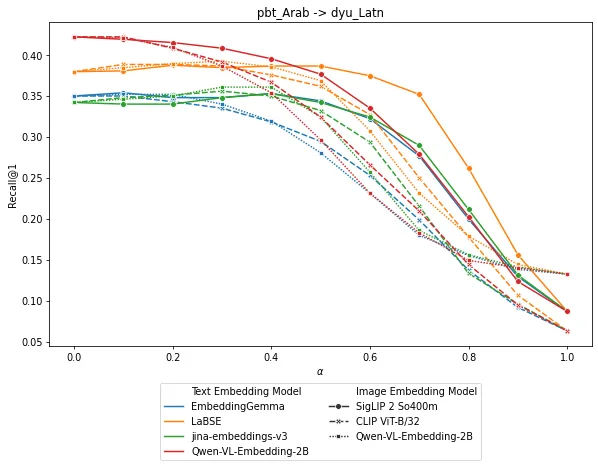 pbt_Arab -> dyu_Latn
Recall@1
0.40
0.35
0.30
0.25
0.20
0.15
0.10
0.05
0.0
0.2
0.4
0.6
0.8
1.0
α
Text Embedding Model
EmbeddingGemma
LaBSE
jina-embeddings-v3
Qwen-VL-Embedding-2B
Image Embedding Model
SigLIP 2 So400m
CLIP ViT-B/32
Qwen-VL-Embedding-2B